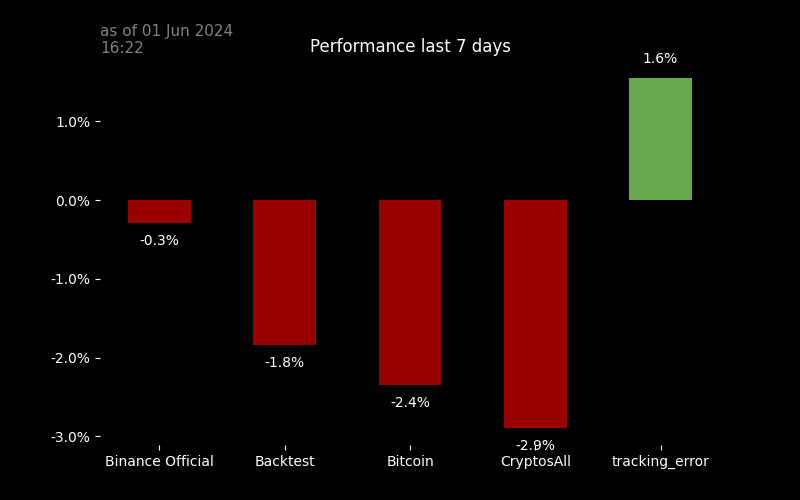 as of 01 Jun 2024
16:22
Performance last 7 days
1.6%
1.0%
0.0%
-0.3%
-1.0%
-1.8%
-2.0%
-2.4%
-2.9%
-3.0%
Binance Official
Backtest
Bitcoin
CryptosAll
tracking_error